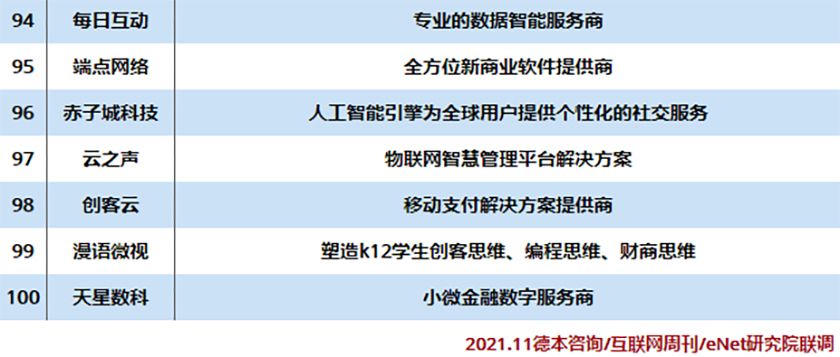 94 每日互动 专业的数据智能服务商
95 端点网络 全方位新商业软件提供商
96 赤子城科技 人工智能引擎为全球用户提供个性化的社交服务
97 云之声 物联网智慧管理平台解决方案
98 创客云 移动支付解决方案提供商
99 漫语微视 塑造k12学生创客思维、编程思维、财商思维
100 天星数科 小微金融数字服务商
2021.11德本咨询/互联网周刊/eNet研究院联调